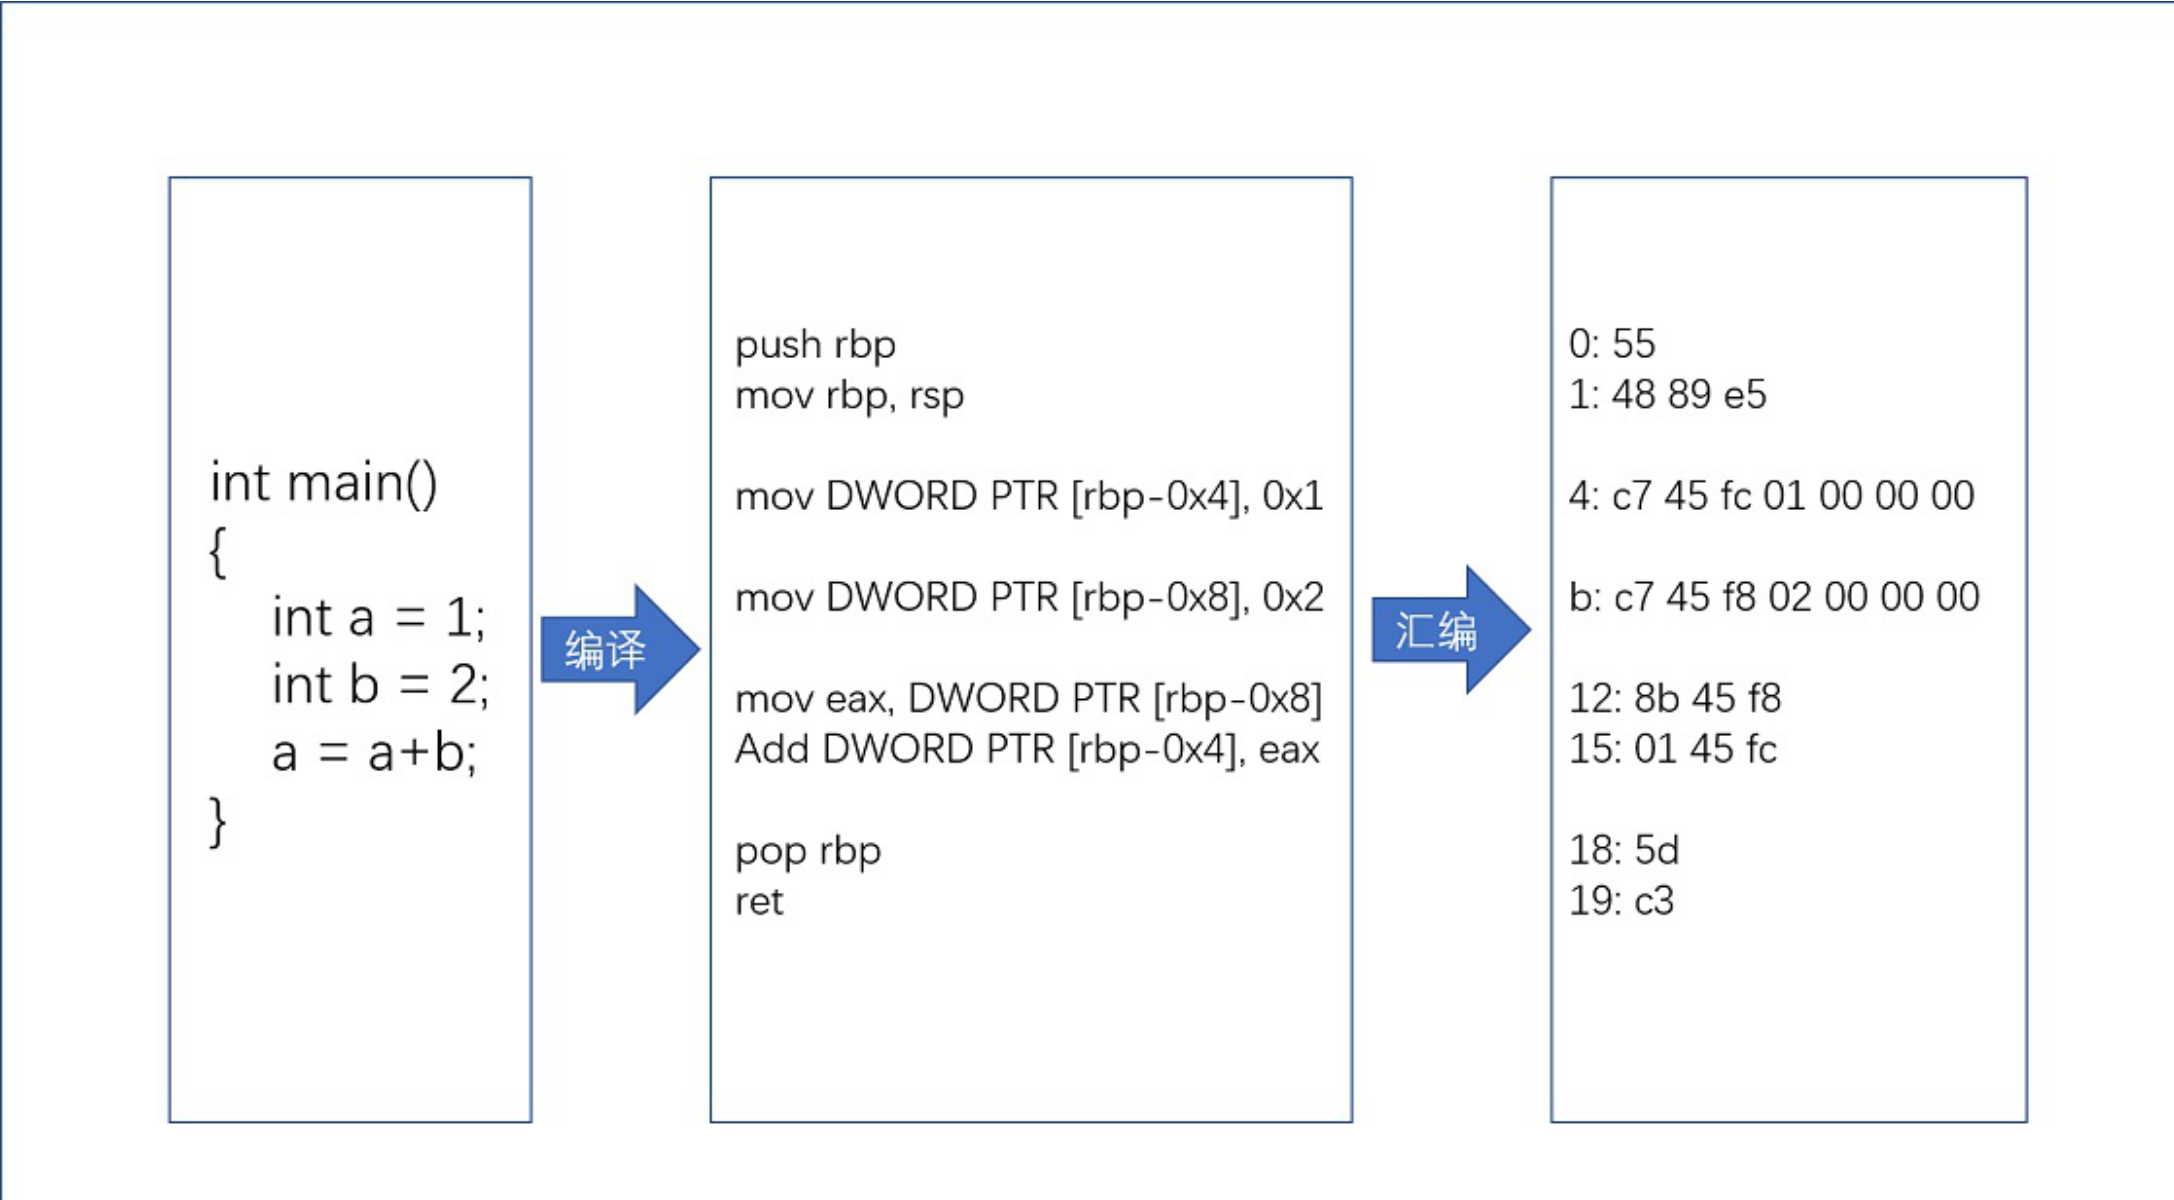 int main()
{
int a = 1;
int b = 2;
a = a+b;
}
编译
push rbp
mov rbp, rsp
mov DWORD PTR [rbp-0x4], 0x1
mov DWORD PTR [rbp-0x8], 0x2
mov eax, DWORD PTR [rbp-0x8]
Add DWORD PTR [rbp-0x4], eax
pop rbp
ret
汇编
0: 55
1: 48 89 e5
4: c7 45 fc 01 00 00 00
b: c7 45 f8 02 00 00 00
12: 8b 45 f8
15: 01 45 fc
18: 5d
19: c3